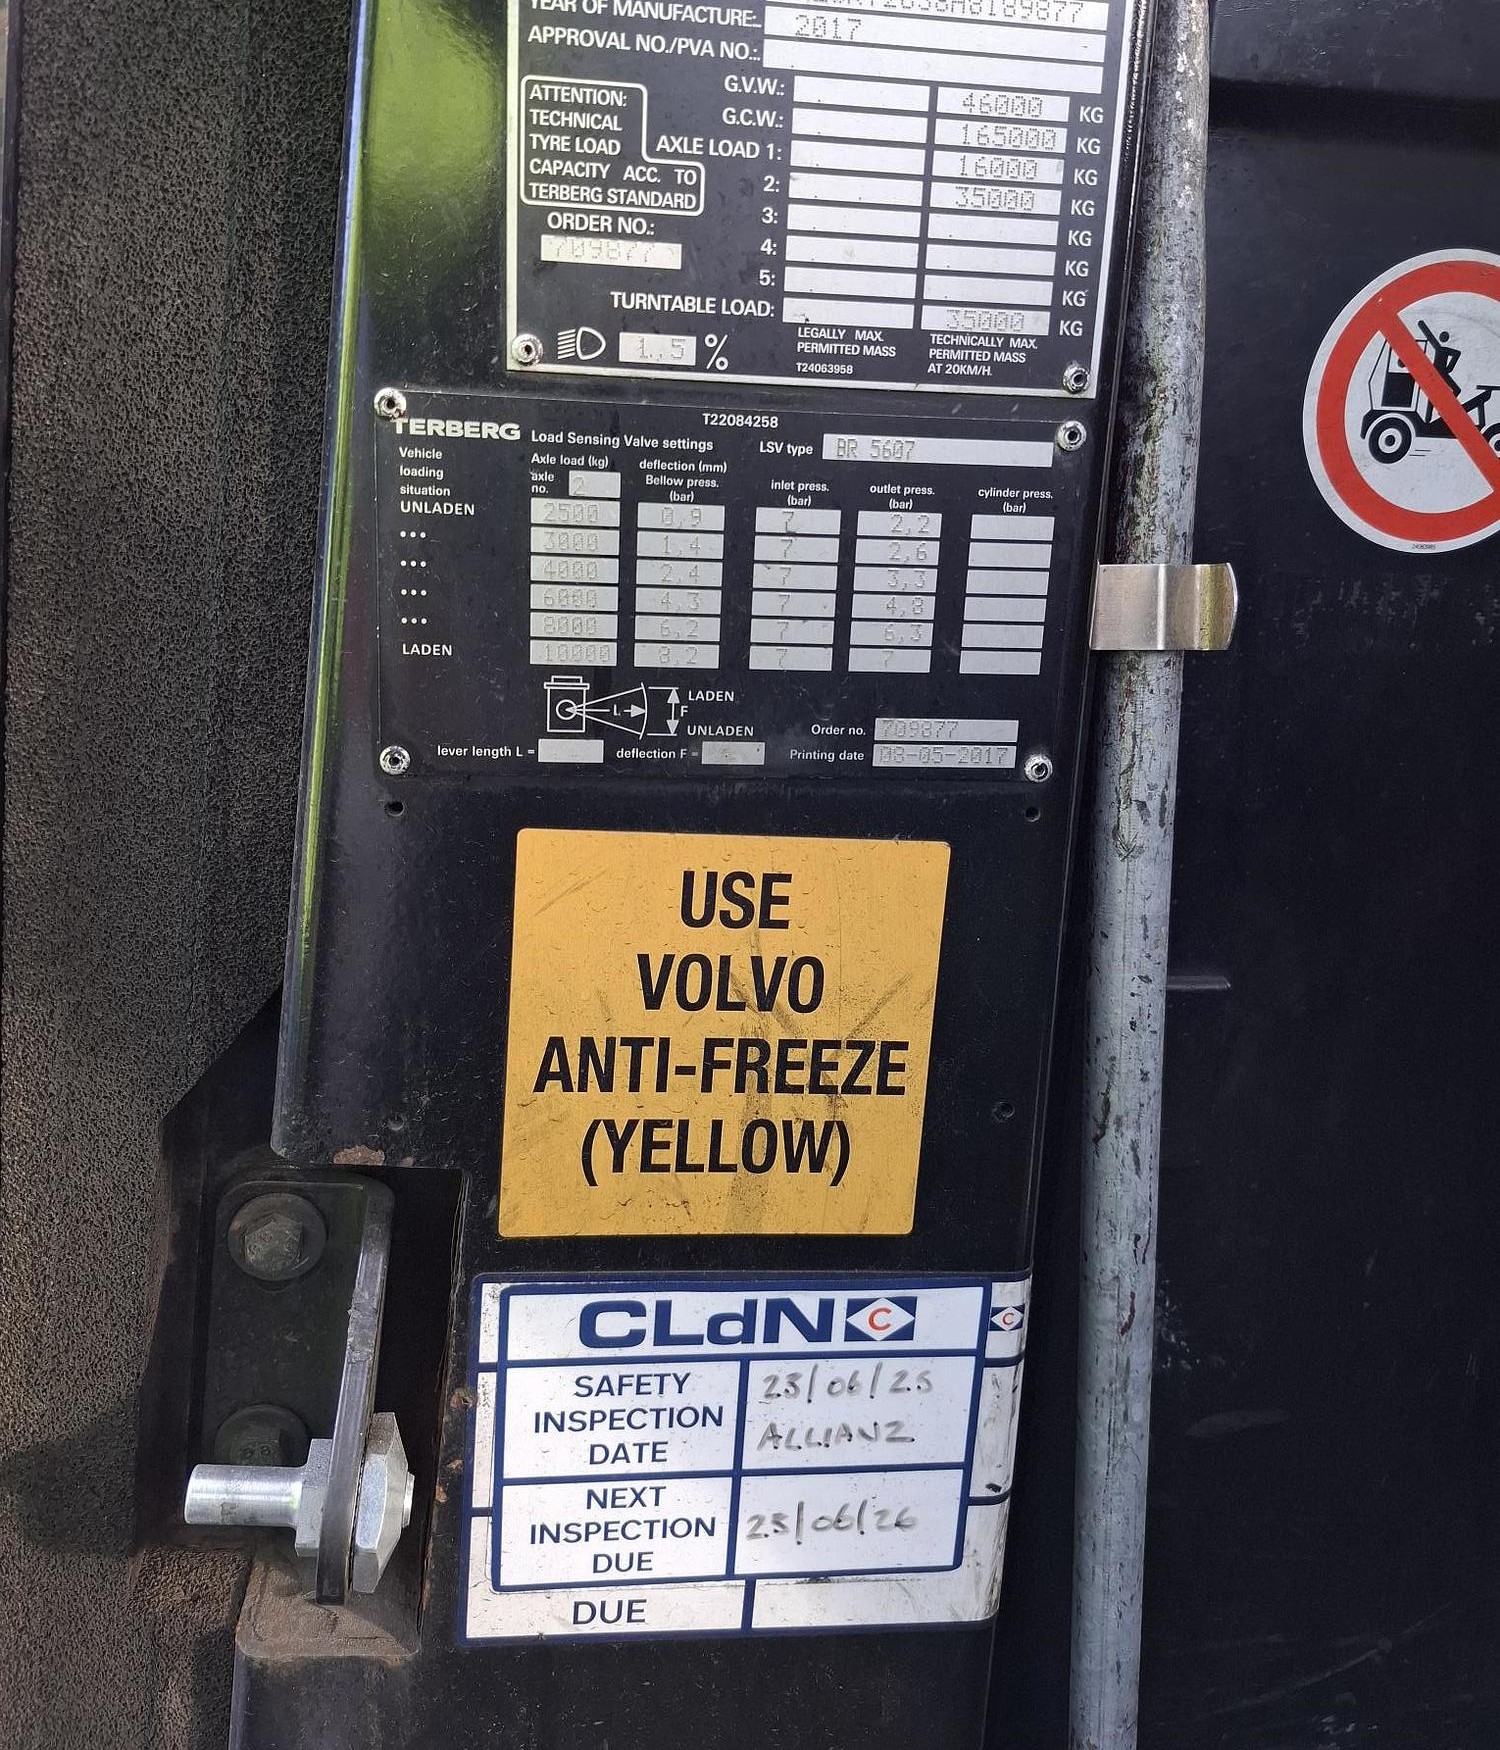 YEAR OF MANUFACTURE: 2017
APPROVAL NO./PVA NO.:
G.V.W.: 46000 KG
G.C.W.: 165000 KG
ATTENTION:
TECHNICAL
TYRE LOAD
CAPACITY ACC. TO
TERBERG STANDARD
AXLE LOAD 1: 16000 KG
2: 35000 KG
3: KG
4: KG
5: KG
ORDER NO.:
709877
TURNTABLE LOAD: 35000 KG
1,5 %
LEGALLY MAX.
PERMITTED MASS
T24063958
TECHNICALLY MAX.
PERMITTED MASS
AT 20KM/H.
T22084258
TERBERG Load Sensing Valve settings LSV type BR 5607
Vehicle
loading
situation
Axle load (kg)
axle
no. 2
deflection (mm)
Bellow press.
(bar)
inlet press.
(bar)
outlet press.
(bar)
cylinder press.
(bar)
UNLADEN 2500 0,9 7 2,2
••• 3000 1,4 7 2,6
••• 4000 2,4 7 3,3
••• 6000 4,3 7 4,8
••• 8000 6,2 7 6,3
LADEN 10000 8,2 7 7
L
LADEN
F
UNLADEN
Order no. 709877
lever length L = deflection F = Printing date 08-05-2017
USE
VOLVO
ANTI-FREEZE
(YELLOW)
CLdN C
C
SAFETY
INSPECTION
DATE
23/06/25
ALLIANZ
NEXT
INSPECTION
DUE
23/06/26
DUE